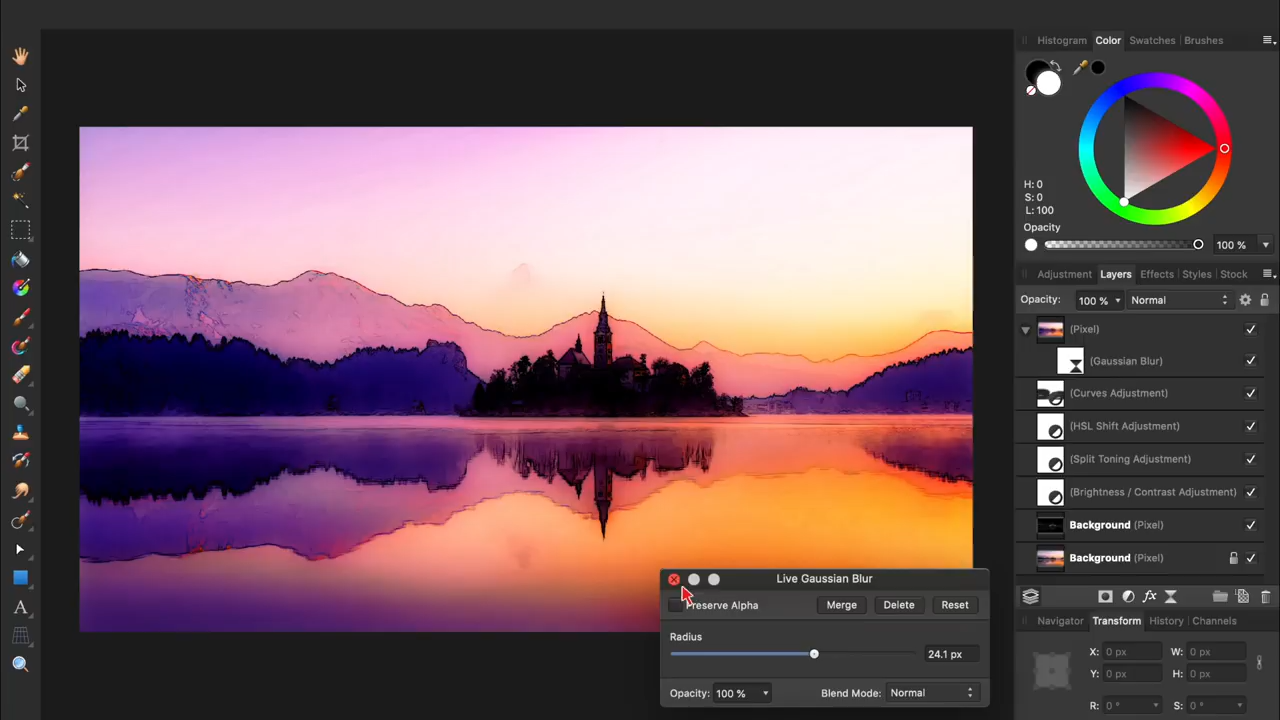 Histogram Color Swatches Brushes
H: 0
S: 0
L: 100
Opacity
100 %
Adjustment Layers Effects Styles Stock
Opacity: 100 % Normal
(Pixel)
(Gaussian Blur)
(Curves Adjustment)
(HSL Shift Adjustment)
(Split Toning Adjustment)
(Brightness / Contrast Adjustment)
Background (Pixel)
Background (Pixel)
fx
Navigator Transform History Channels
X: 0 px W: 0 px
Y: 0 px H: 0 px
R: 0 ° S: 0 °
A
Live Gaussian Blur
Preserve Alpha Merge Delete Reset
Radius
24.1 px
Opacity: 100 % Blend Mode: Normal